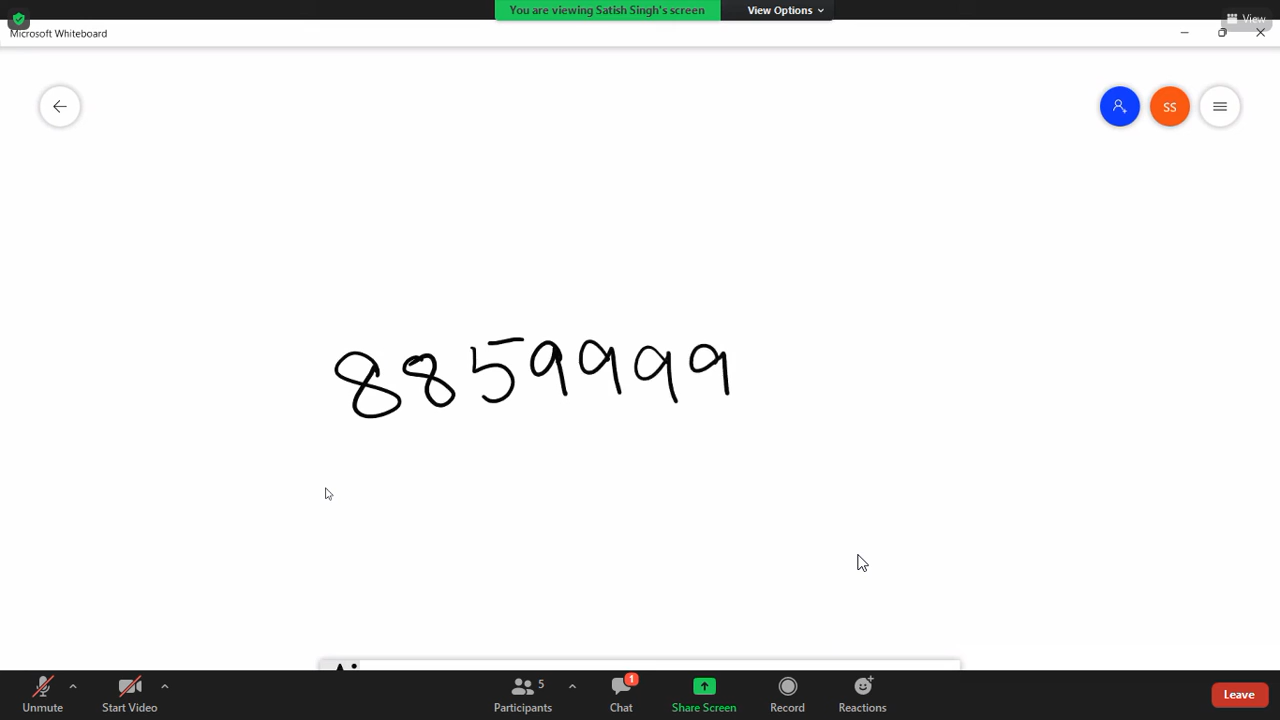 You are viewing Satish Singh's screen View Options
View
Microsoft Whiteboard
SS
8859999
Unmute Start Video 5 Participants 1 Chat Share Screen Record Reactions Leave